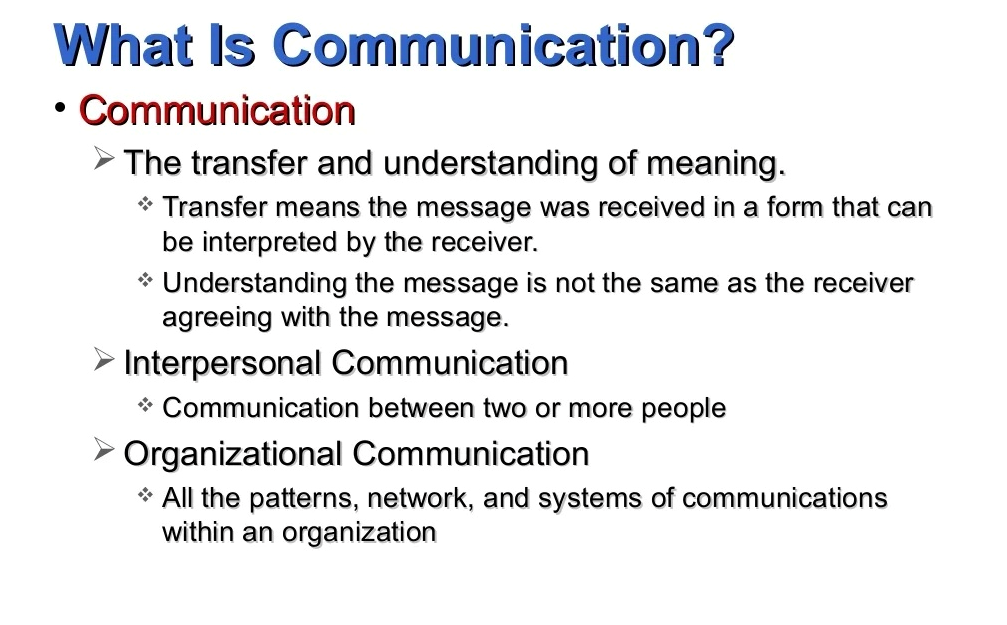 What Is Communication?
• Communication
➢ The transfer and understanding of meaning.
❖ Transfer means the message was received in a form that can
be interpreted by the receiver.
❖ Understanding the message is not the same as the receiver
agreeing with the message.
➢ Interpersonal Communication
❖ Communication between two or more people
➢ Organizational Communication
❖ All the patterns, network, and systems of communications
within an organization